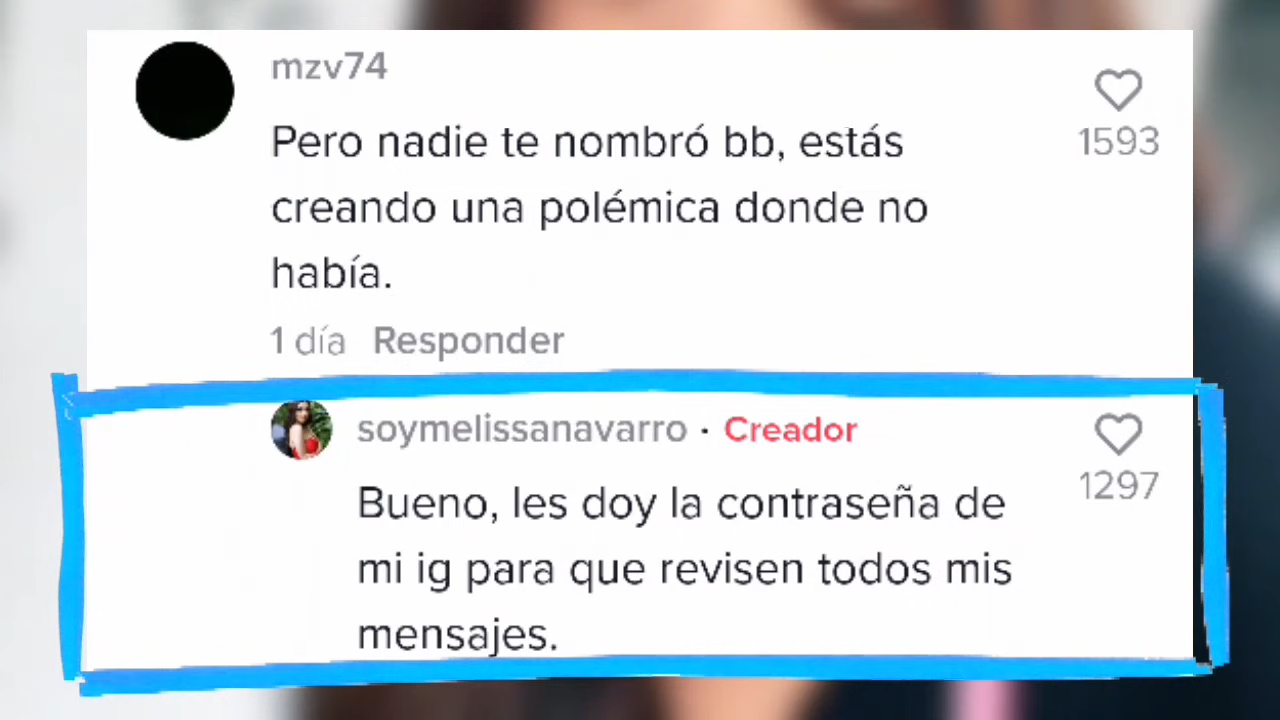 mzv74
Pero nadie te nombró bb, estás
creando una polémica donde no
había.
1593
1 día Responder
soymelissanavarro · Creador
Bueno, les doy la contraseña de
mi ig para que revisen todos mis
mensajes.
1297